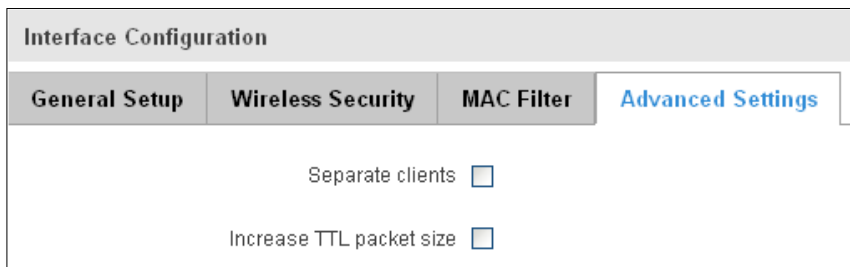 Interface Configuration
General Setup Wireless Security MAC Filter Advanced Settings
Separate clients
Increase TTL packet size